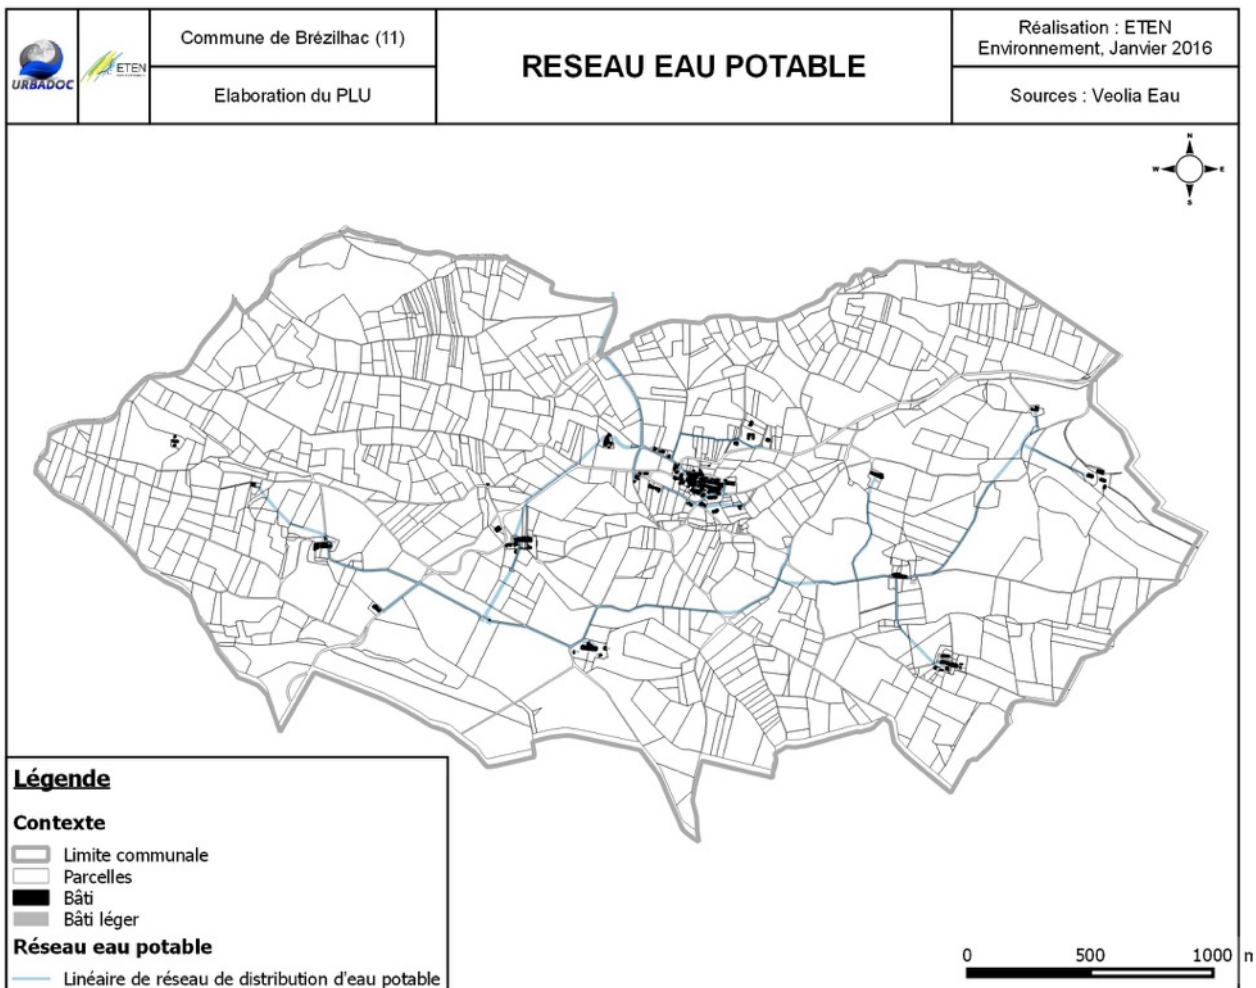 URBADOC
ETEN
Commune de Brézilhac (11)
Elaboration du PLU
RESEAU EAU POTABLE
Réalisation : ETEN
Environnement, Janvier 2016
Sources : Veolia Eau
N
W
E
S
Légende
Contexte
Limite communale
Parcelles
Bâti
Bâti léger
Réseau eau potable
Linéaire de réseau de distribution d'eau potable
0 500 1000 m